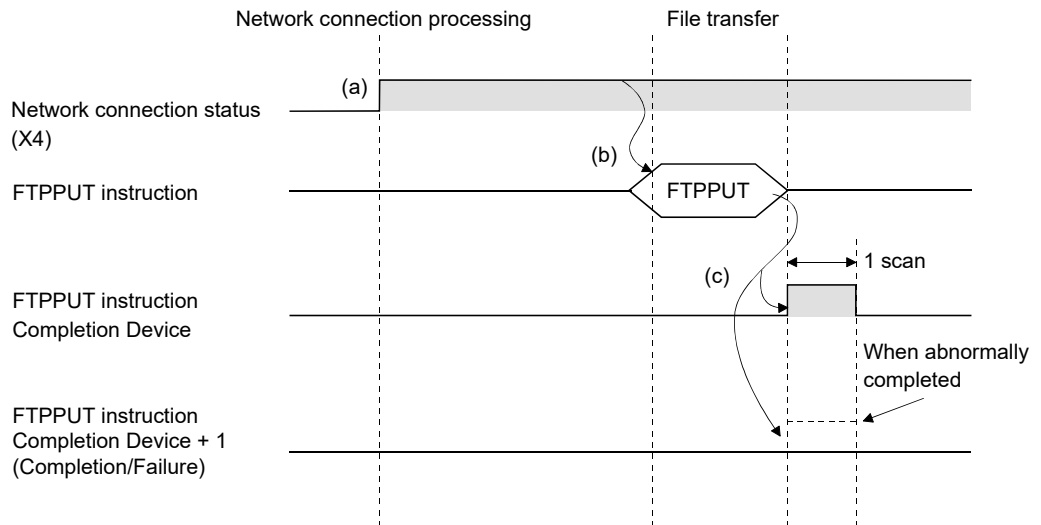 Network connection processing
File transfer
(a)
Network connection status
(X4)
(b)
FTPPUT instruction
FTPPUT
(c)
1 scan
FTPPUT instruction
Completion Device
When abnormally
completed
FTPPUT instruction
Completion Device + 1
(Completion/Failure)